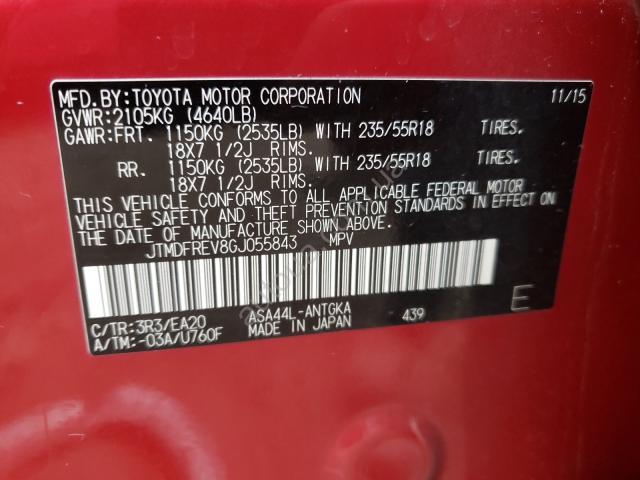 MFD.BY:TOYOTA MOTOR CORPORATION 11/15
GVWR:2105KG (4640LB)
GAWR:FRT. 1150KG (2535LB) WITH 235/55R18 TIRES.
18X7 1/2J RIMS.
RR. 1150KG (2535LB) WITH 235/55R18 TIRES.
18X7 1/2J RIMS.
THIS VEHICLE CONFORMS TO ALL APPLICABLE FEDERAL MOTOR
VEHICLE SAFETY AND THEFT PREVENTION STANDARDS IN EFFECT ON
THE DATE OF MANUFACTURE SHOWN ABOVE.
JTMDFREV8GJ055843 MPV
C/TR:3R3/EA20 ASA44L-ANTGKA 439 E
A/TM:-03A/U760F MADE IN JAPAN